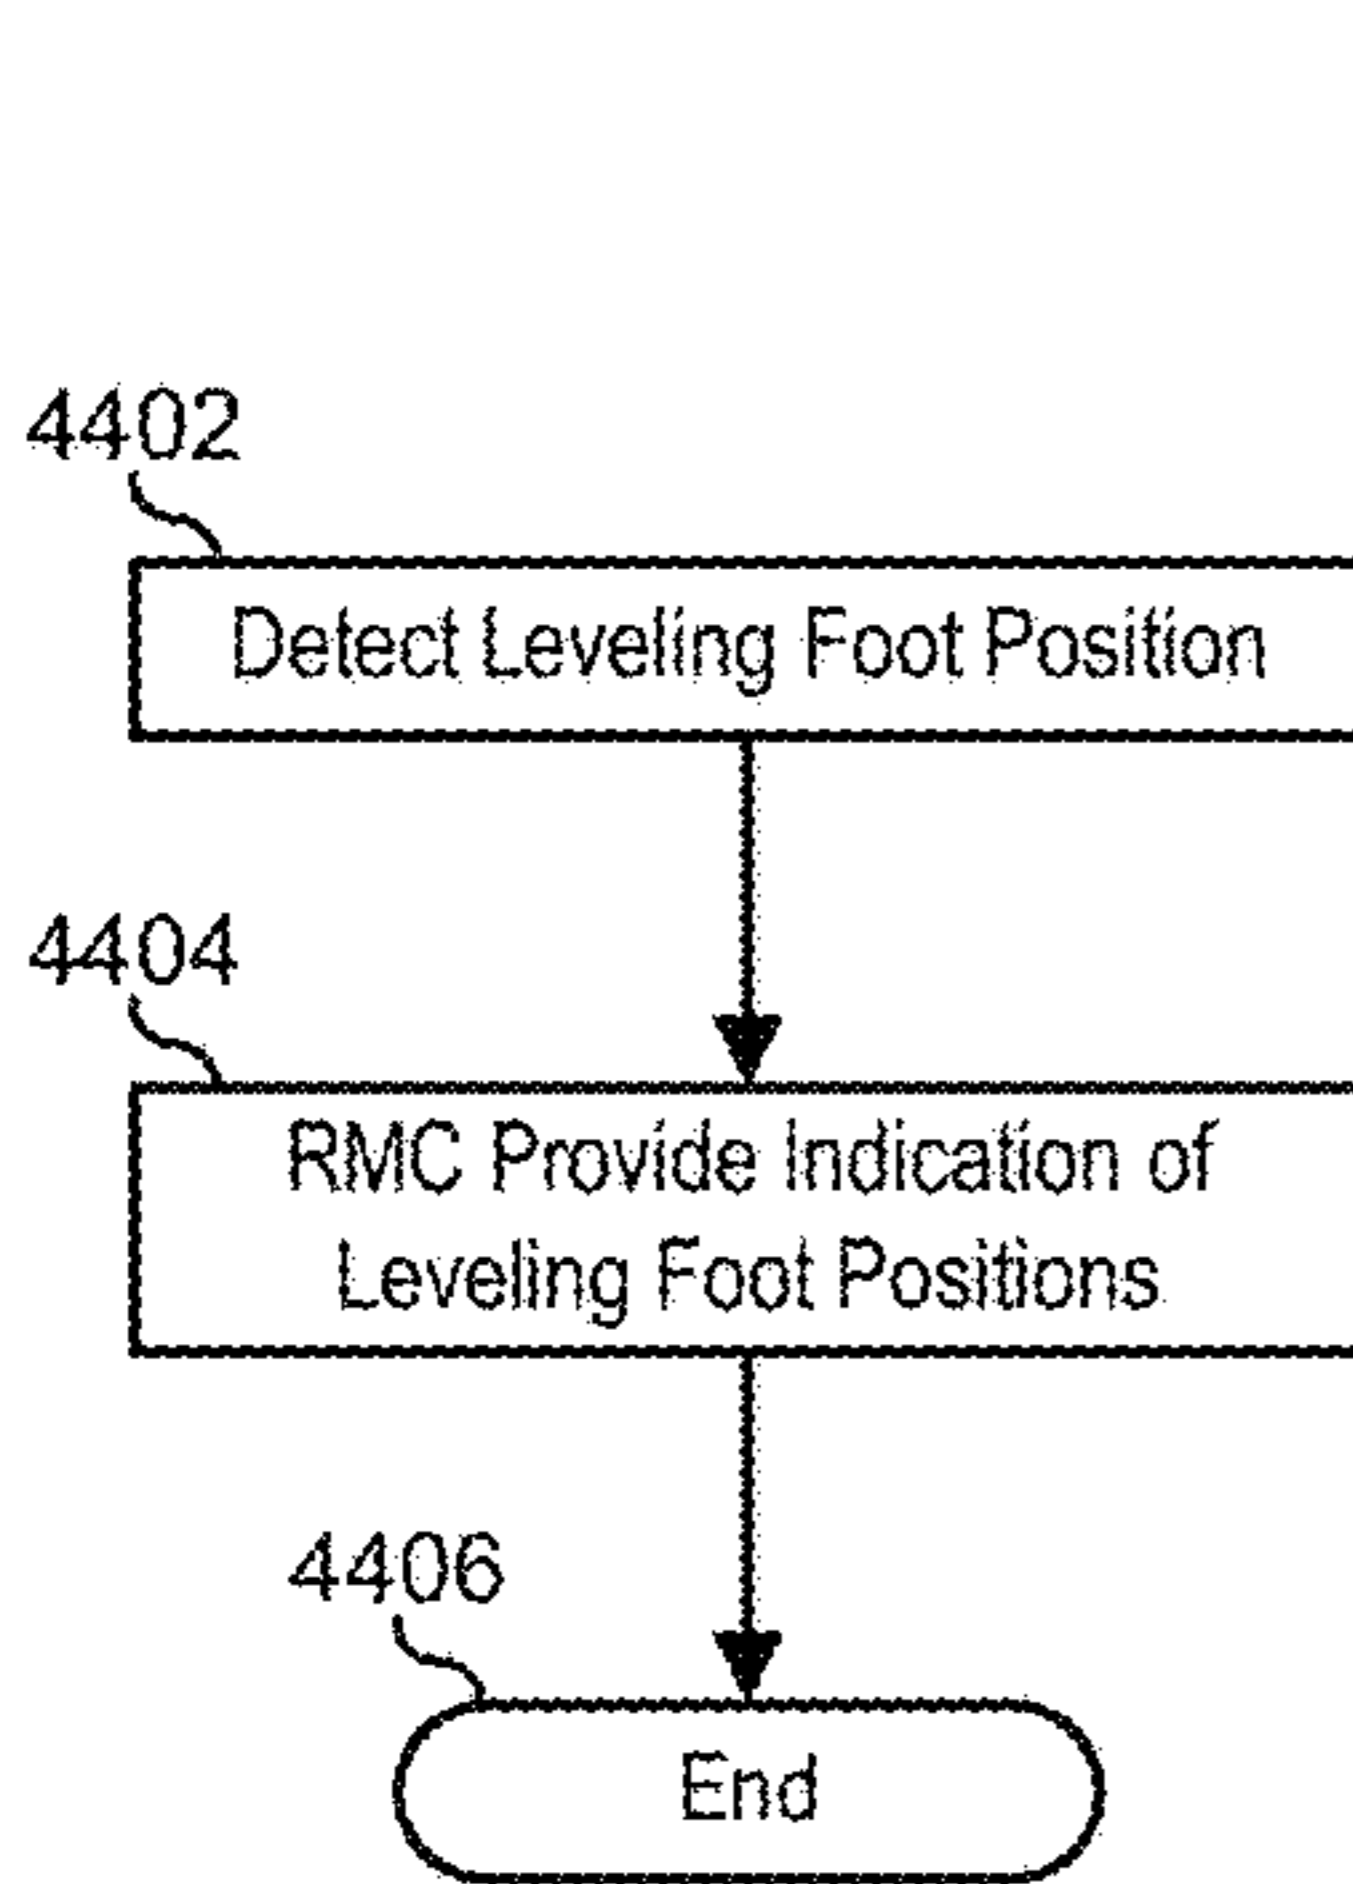 4402
Detect Leveling Foot Position
4404
RMC Provide Indication of
Leveling Foot Positions
4406
End